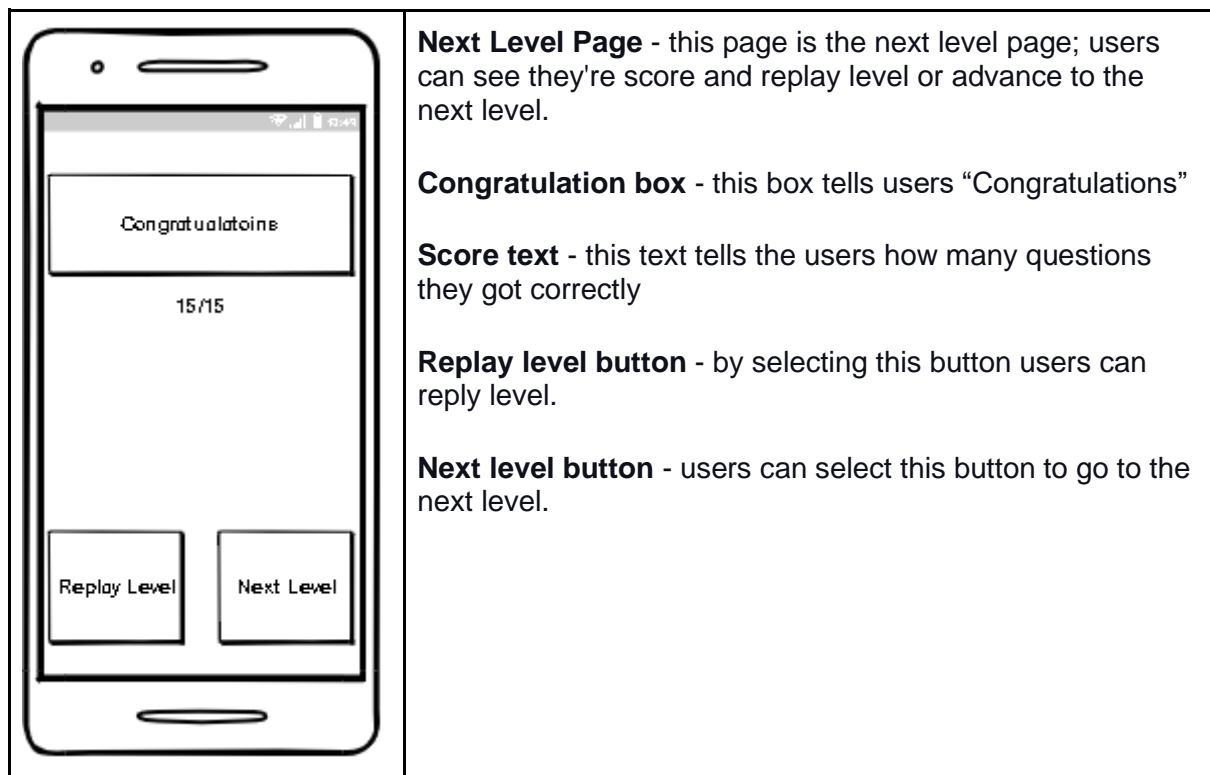 Congratualatoins
15/15
Replay Level
Next Level
Next Level Page - this page is the next level page; users
can see they're score and replay level or advance to the
next level.
Congratulation box - this box tells users “Congratulations”
Score text - this text tells the users how many questions
they got correctly
Replay level button - by selecting this button users can
reply level.
Next level button - users can select this button to go to the
next level.